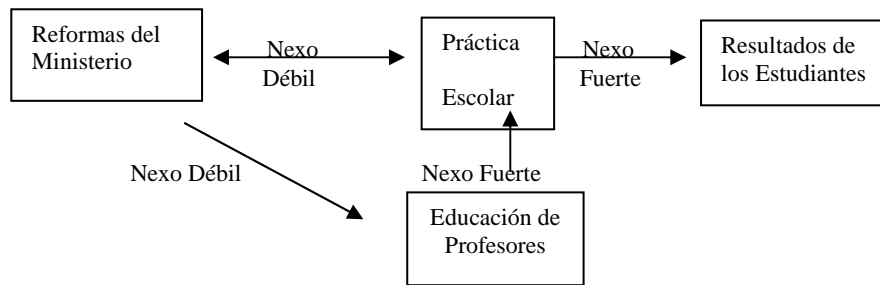 Reformas del
Ministerio
Nexo
Débil
Práctica
Escolar
Nexo
Fuerte
Resultados de
los Estudiantes
Nexo Débil
Nexo Fuerte
Educación de
Profesores